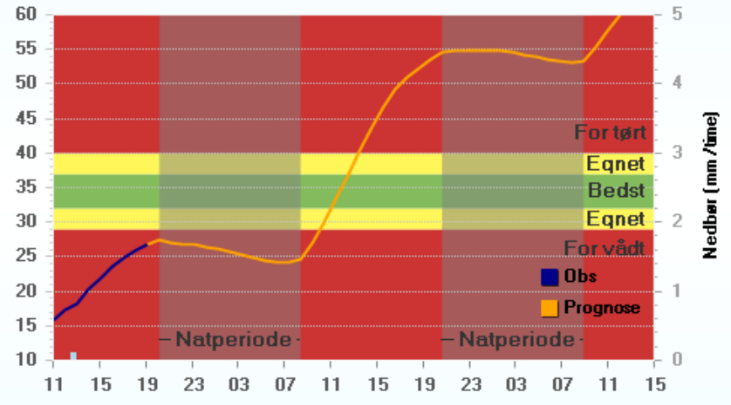 60
55
50
45
40
35
30
25
20
15
10
5
4
3
2
1
0
For tørt
Eqnet
Bedst
Eqnet
For vådt
Obs
Prognose
Natperiode
Natperiode
Nedbør (mm/time)
11 15 19 23 03 07 11 15 19 23 03 07 11 15